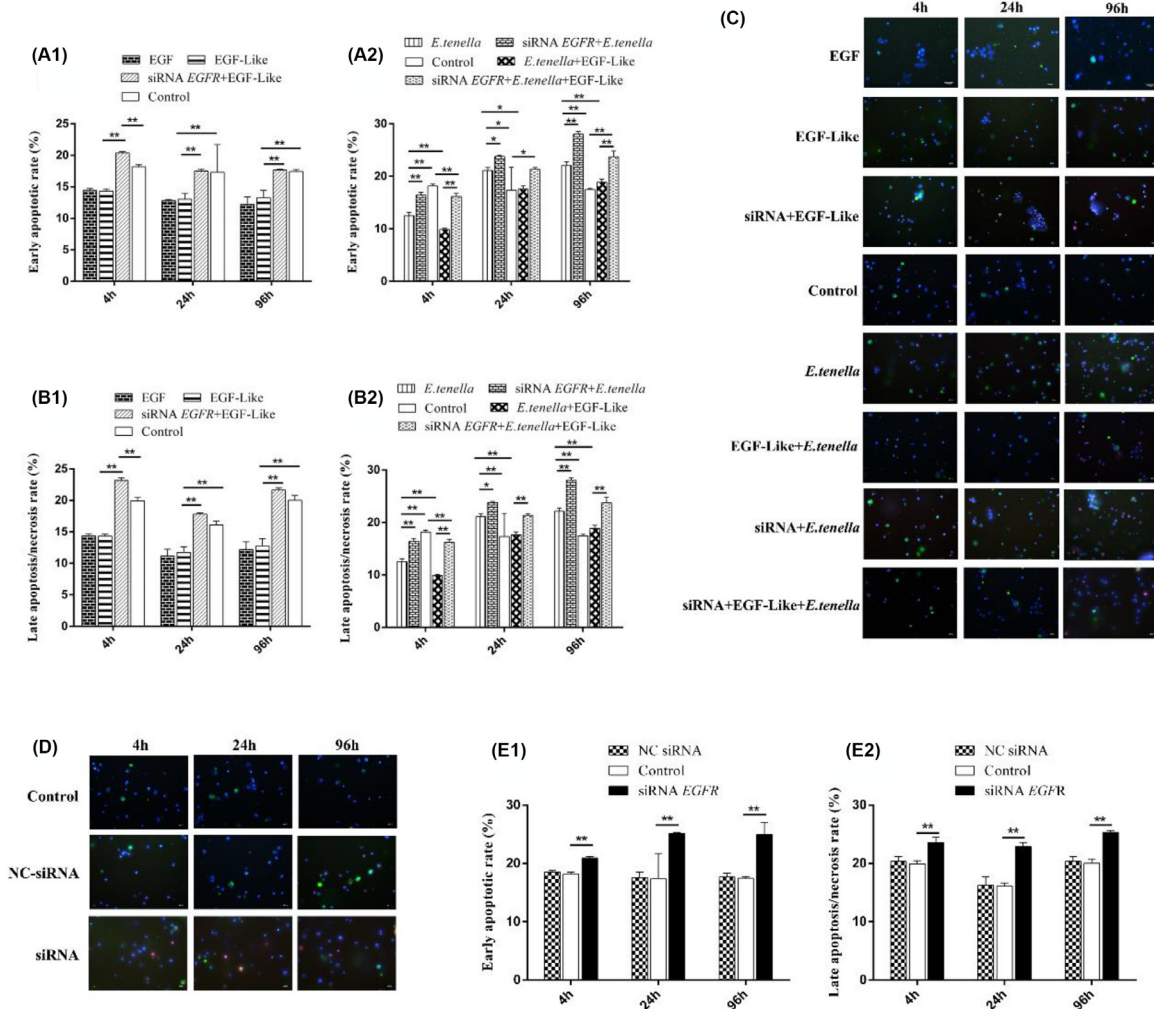 (A1)
EGF EGF-Like
siRNA EGFR+EGF-Like
Control
Early apoptotic rate (%)
25
20
15
10
5
0
** **
** **
** **
4h 24h 96h
(A2)
E.tenella siRNA EGFR+E.tenella
Control E.tenella+EGF-Like
siRNA EGFR+E.tenella+EGF-Like
Early apoptotic rate (%)
30
20
10
0
** ** ** ** **
* * * *
** ** ** ** **
4h 24h 96h
(B1)
EGF EGF-Like
siRNA EGFR+EGF-Like
Control
Late apoptosis/necrosis rate (%)
25
20
15
10
5
0
** **
** **
** **
4h 24h 96h
(B2)
E.tenella siRNA EGFR+E.tenella
Control E.tenella+EGF-Like
siRNA EGFR+E.tenella+EGF-Like
Late apoptosis/necrosis rate (%)
30
20
10
0
** ** ** ** **
** ** * **
** ** ** **
4h 24h 96h
(C)
4h 24h 96h
EGF
EGF-Like
siRNA+EGF-Like
Control
E.tenella
EGF-Like+E.tenella
siRNA+E.tenella
siRNA+EGF-Like+E.tenella
(D)
4h 24h 96h
Control
NC-siRNA
siRNA
(E1)
NC siRNA
Control
siRNA EGFR
Early apoptotic rate (%)
30
20
10
0
** ** **
4h 24h 96h
(E2)
NC siRNA
Control
siRNA EGFR
Late apoptosis/necrosis rate (%)
30
20
10
0
** ** **
4h 24h 96h